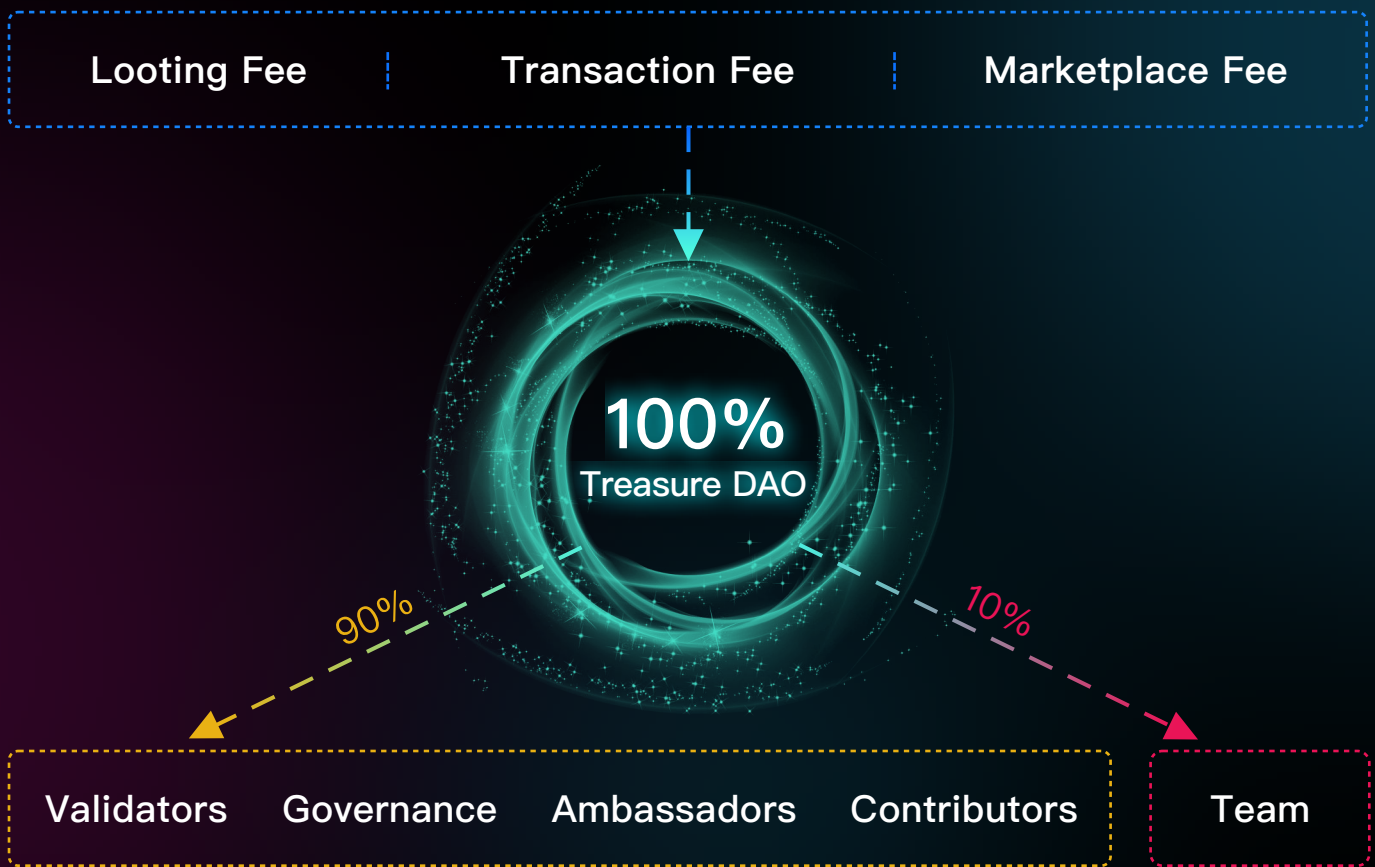 Looting Fee
Transaction Fee
Marketplace Fee
100%
Treasure DAO
90%
10%
Validators
Governance
Ambassadors
Contributors
Team